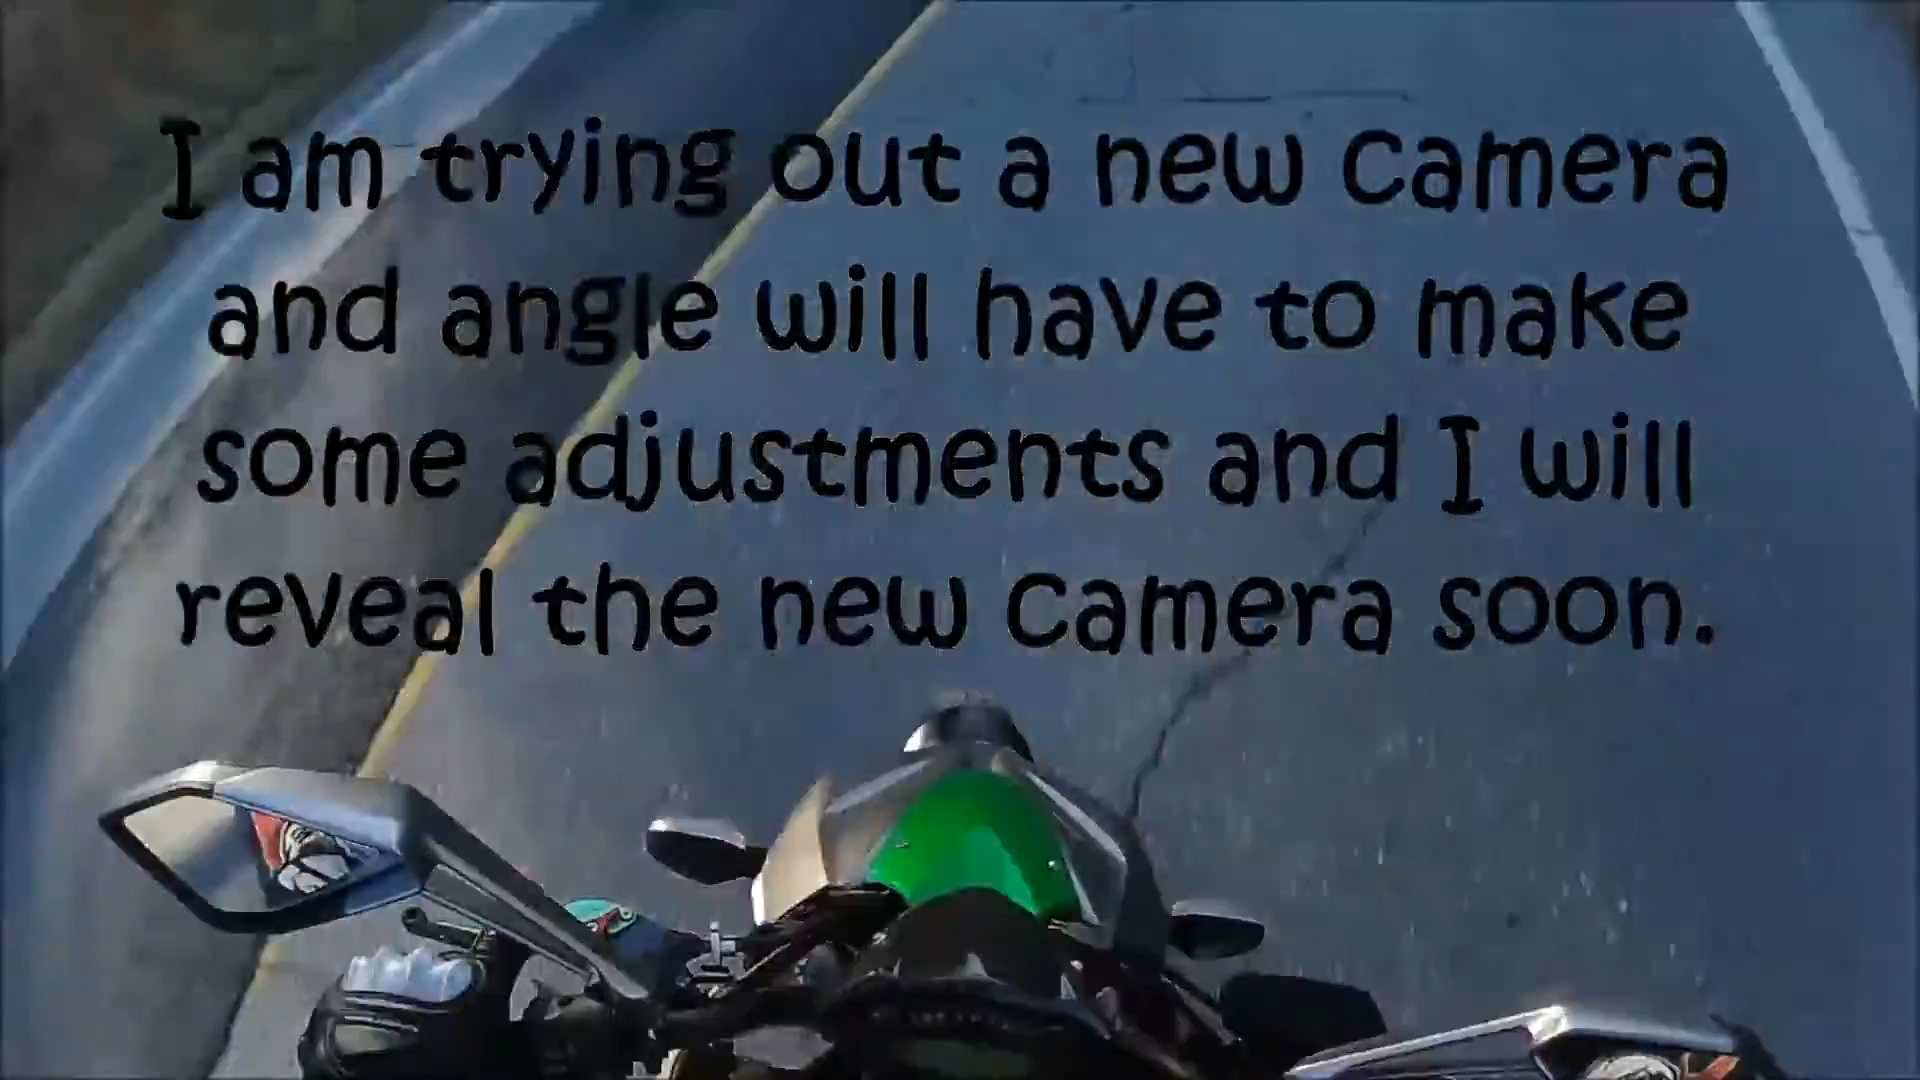 I am trying out a new camera
and angle will have to make
some adjustments and I will
reveal the new camera soon.